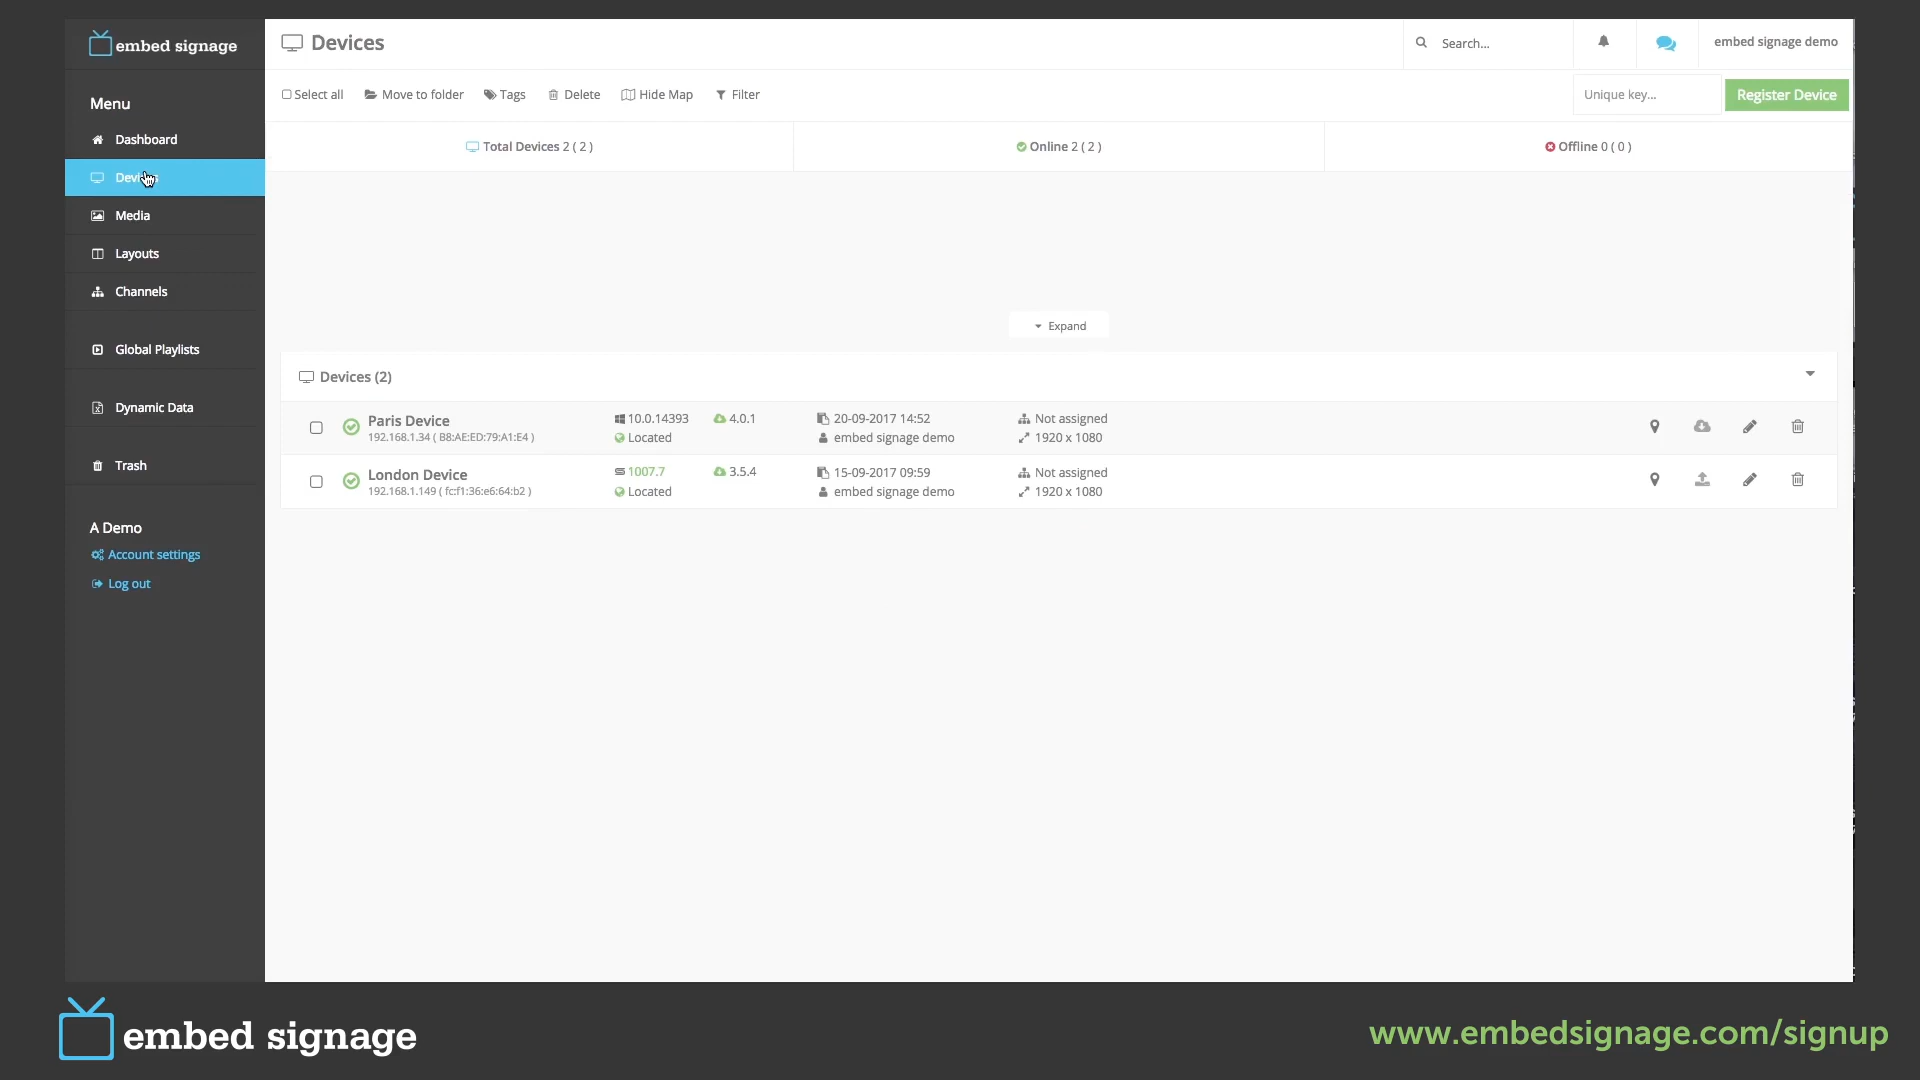 embed signage
Devices
Search...
embed signage demo
Menu
Select all
Move to folder
Tags
Delete
Hide Map
Filter
Unique key...
Register Device
Dashboard
Total Devices 2 ( 2 )
Online 2 ( 2 )
Offline 0 ( 0 )
Media
Layouts
Channels
Global Playlists
Dynamic Data
Trash
A Demo
Account settings
Log out
Expand
Devices (2)
Paris Device
192.168.1.34 ( B8:AE:ED:79:A1:E4 )
10.0.14393
4.0.1
Located
20-09-2017 14:52
embed signage demo
Not assigned
1920 x 1080
London Device
192.168.1.149 ( fc:f1:36:e6:64:b2 )
1007.7
3.5.4
Located
15-09-2017 09:59
embed signage demo
Not assigned
1920 x 1080
embed signage
www.embedsignage.com/signup